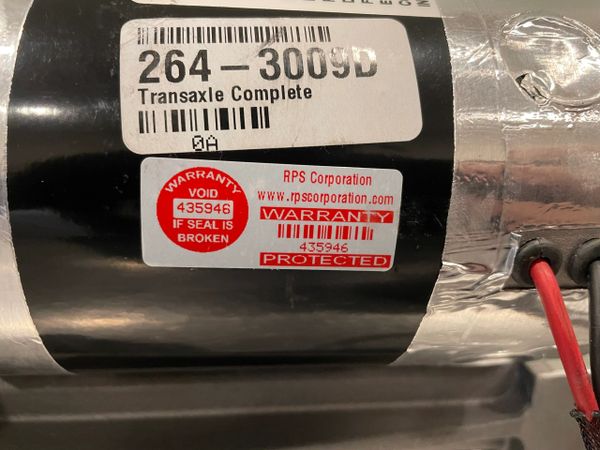 264-3009D
Transaxle Complete
0A
WARRANTY
VOID
435946
IF SEAL IS
BROKEN
RPS Corporation
www.rpscorporation.com
WARRANTY
435946
PROTECTED